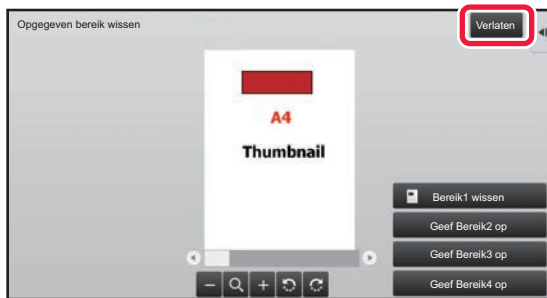 Opgegeven bereik wissen
Verlaten
A4
Thumbnail
Bereik1 wissen
Geef Bereik2 op
Geef Bereik3 op
Geef Bereik4 op